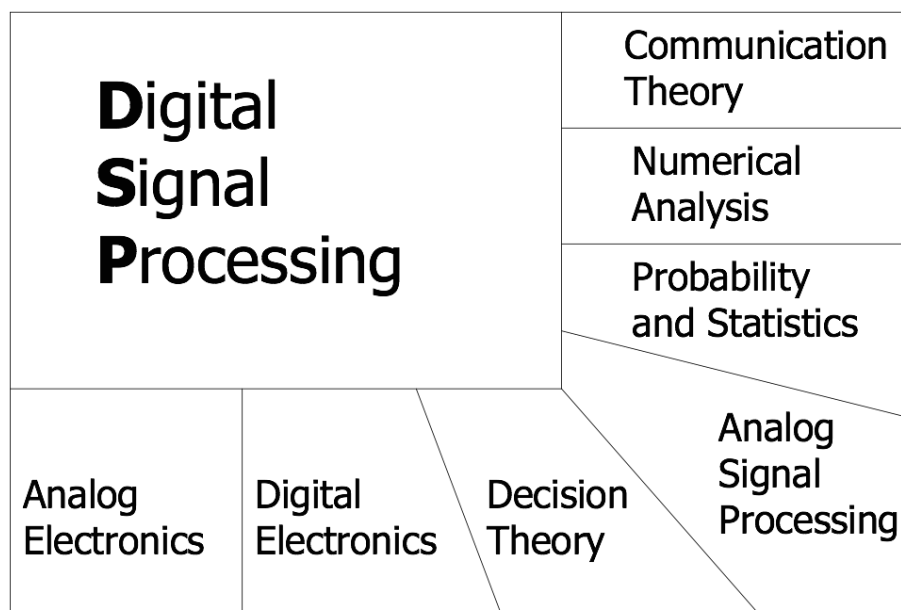 Digital
Signal
Processing
Communication
Theory
Numerical
Analysis
Probability
and Statistics
Analog
Signal
Processing
Decision
Theory
Digital
Electronics
Analog
Electronics